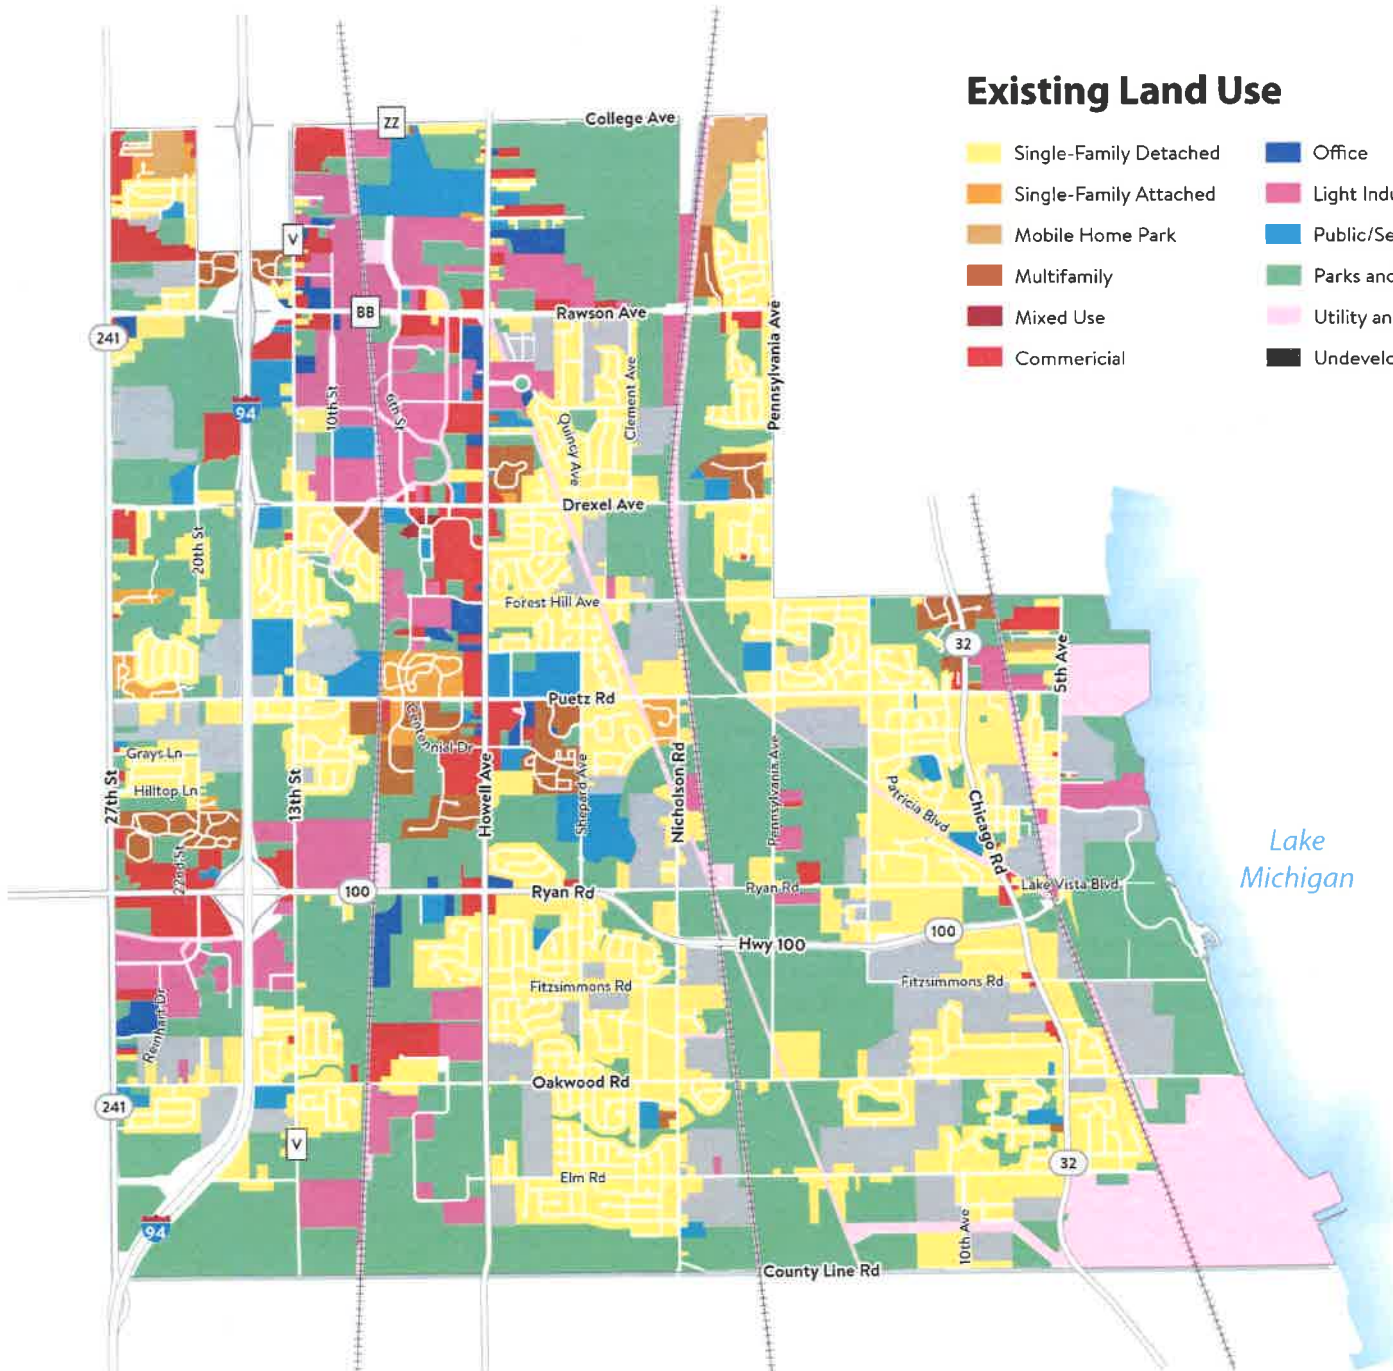 Existing Land Use
Single-Family Detached
Single-Family Attached
Mobile Home Park
Multifamily
Mixed Use
Commericial
Office
Light Indu
Public/Se
Parks and
Utility an
Undevelo
College Ave
ZZ
V
BB
Rawson Ave
241
94
10th St
6th St
Quincy Ave
Clement Ave
Pennsylvania Ave
Drexel Ave
20th St
Forest Hill Ave
32
5th Ave
Puetz Rd
Centennial Dr
Grays Ln
Hilltop Ln
27th St
13th St
Howell Ave
Shepard Ave
Nicholson Rd
Pennsylvania Ave
Patricia Blvd
Chicago Rd
Lake
Michigan
22nd St
100
Ryan Rd
Ryan Rd
Lake Vista Blvd
Hwy 100
100
Fitzsimmons Rd
Fitzsimmons Rd
Reinhart Dr
Oakwood Rd
241
V
Elm Rd
32
94
10th Ave
County Line Rd